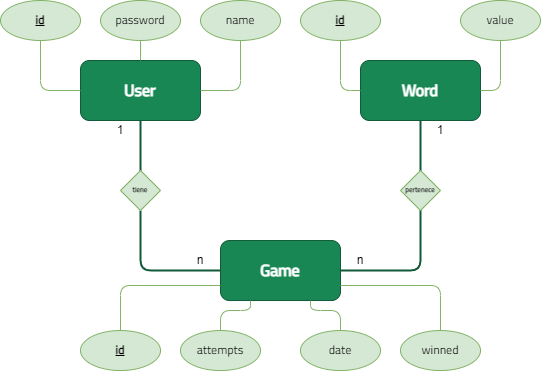 id
password
name
id
value
User
Word
1
1
tiene
pertenece
n
n
Game
id
attempts
date
winned